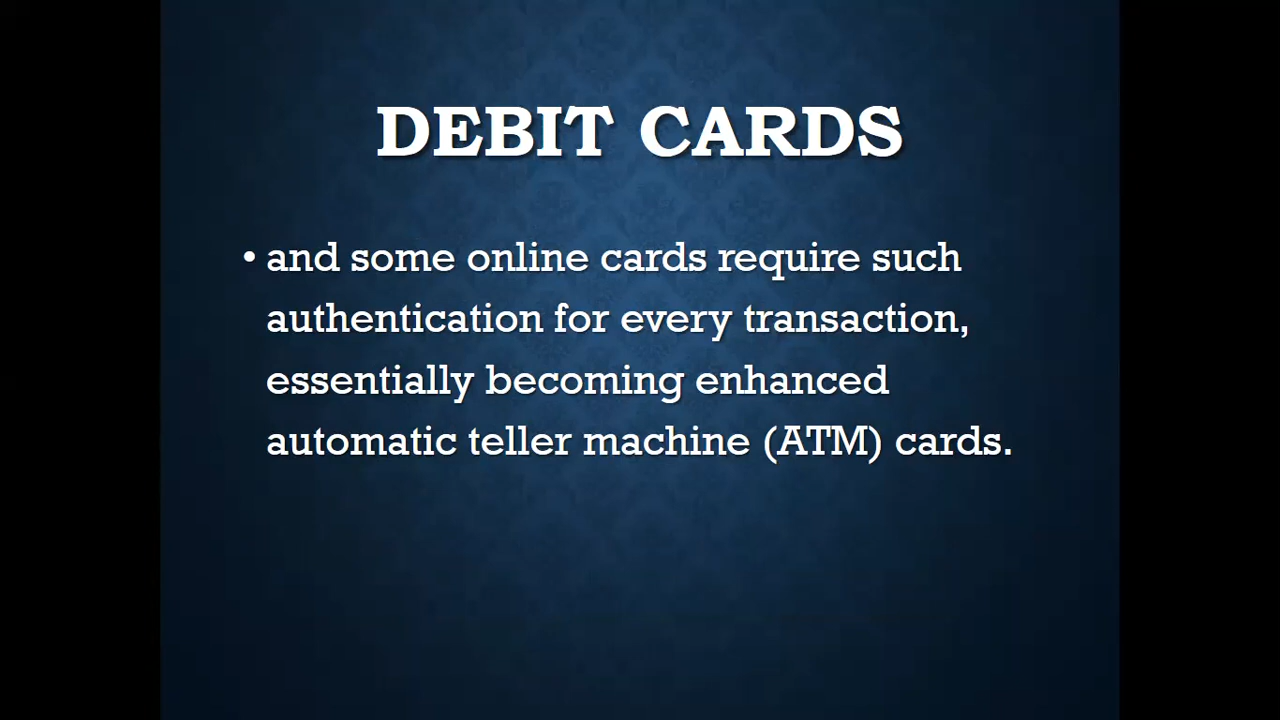 DEBIT CARDS
• and some online cards require such
authentication for every transaction,
essentially becoming enhanced
automatic teller machine (ATM) cards.